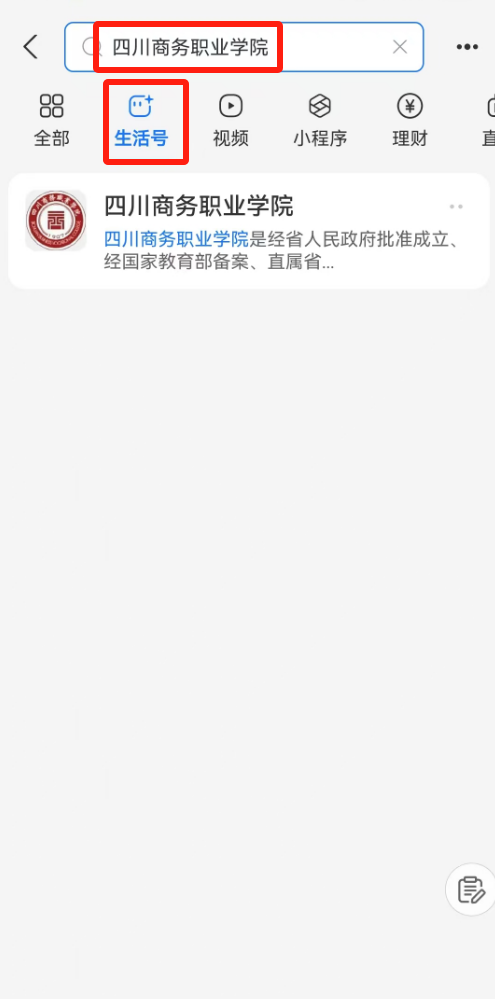 四川商务职业学院
全部
生活号
视频
小程序
理财
四川商务职业学院
四川商务职业学院是经省人民政府批准成立、
经国家教育部备案、直属省...